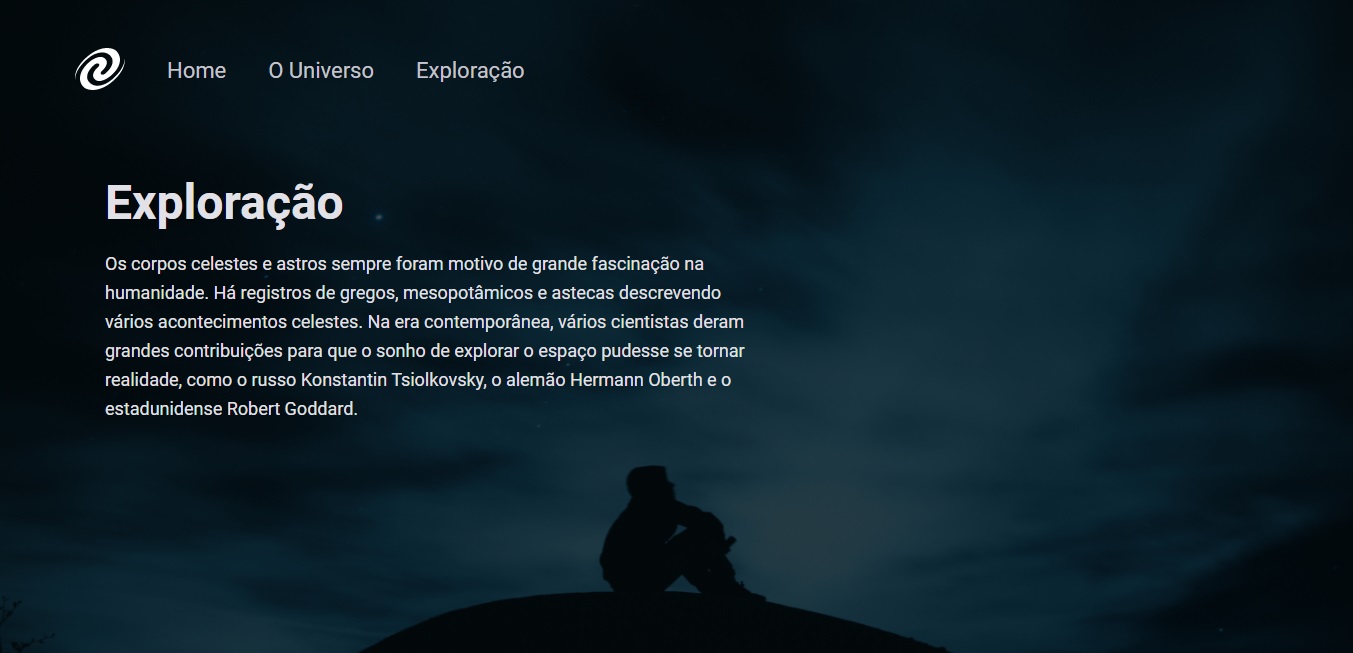 Home O Universo Exploração
Exploração
Os corpos celestes e astros sempre foram motivo de grande fascinação na
humanidade. Há registros de gregos, mesopotâmicos e astecas descrevendo
vários acontecimentos celestes. Na era contemporânea, vários cientistas deram
grandes contribuições para que o sonho de explorar o espaço pudesse se tornar
realidade, como o russo Konstantin Tsiolkovsky, o alemão Hermann Oberth e o
estadunidense Robert Goddard.